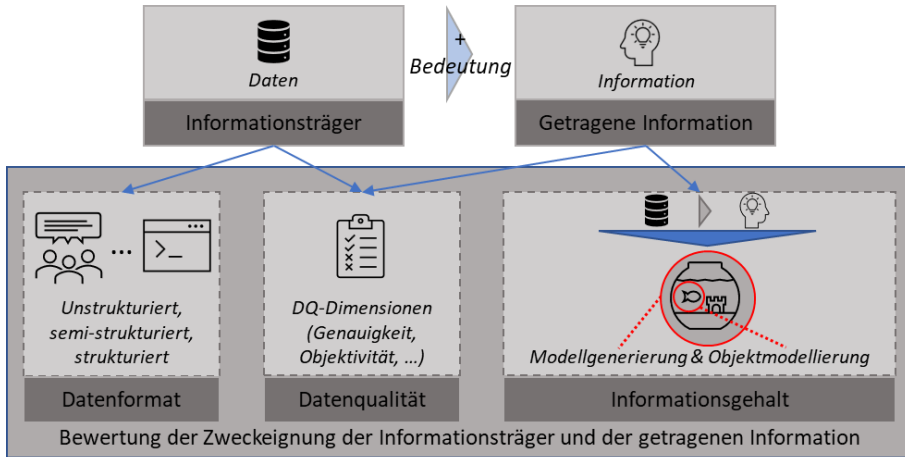 Daten
+
Bedeutung
Information
Informationsträger
Getragene Information
...
>_
Unstrukturiert,
semi-strukturiert,
strukturiert
Datenformat
DQ-Dimensionen
(Genauigkeit,
Objektivität, ...)
Datenqualität
Modellgenerierung & Objektmodellierung
Informationsgehalt
Bewertung der Zweckeignung der Informationsträger und der getragenen Information